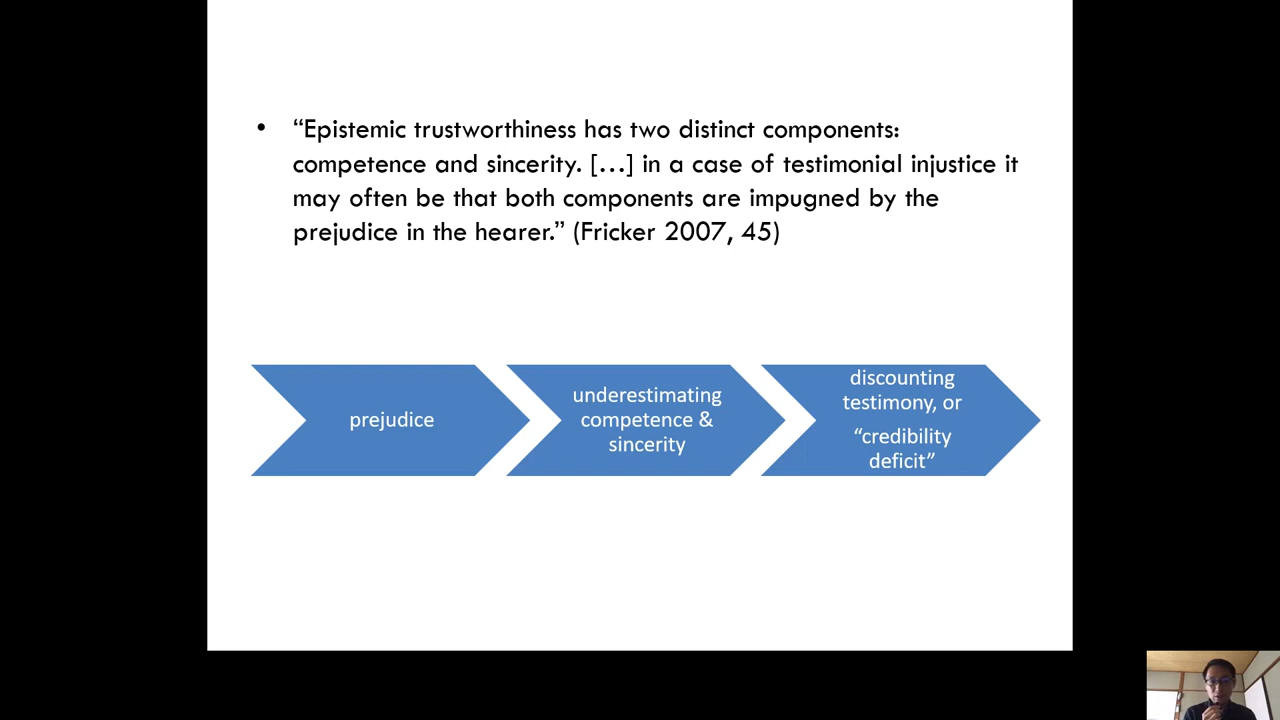 • “Epistemic trustworthiness has two distinct components:
competence and sincerity. […] in a case of testimonial injustice it
may often be that both components are impugned by the
prejudice in the hearer.” (Fricker 2007, 45)
prejudice
underestimating
competence &
sincerity
discounting
testimony, or
“credibility
deficit”